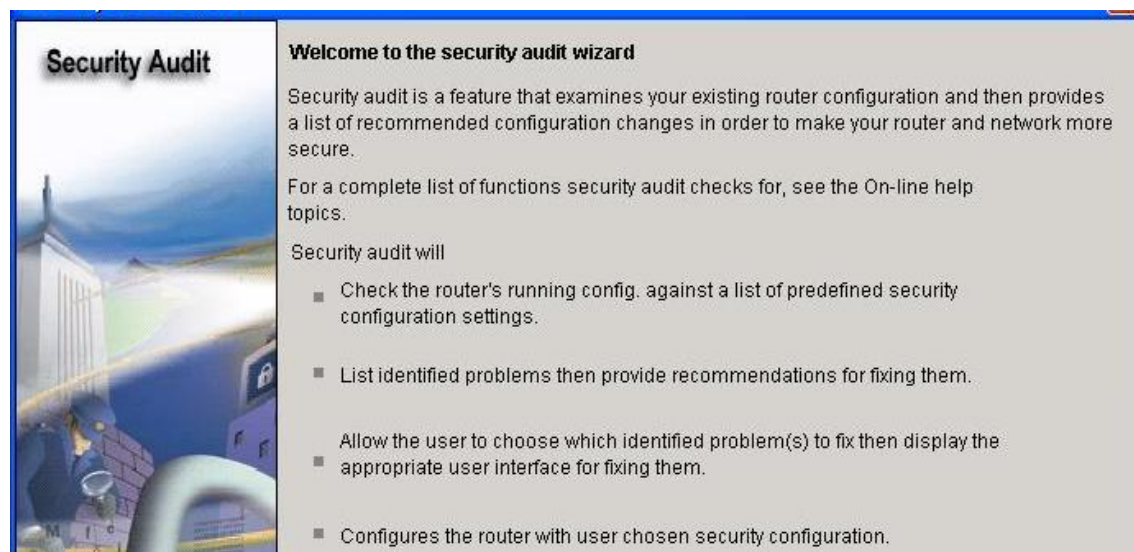 Security Audit
Welcome to the security audit wizard
Security audit is a feature that examines your existing router configuration and then provides
a list of recommended configuration changes in order to make your router and network more
secure.
For a complete list of functions security audit checks for, see the On-line help
topics.
Security audit will
Check the router's running config. against a list of predefined security
configuration settings.
List identified problems then provide recommendations for fixing them.
Allow the user to choose which identified problem(s) to fix then display the
appropriate user interface for fixing them.
Configures the router with user chosen security configuration.